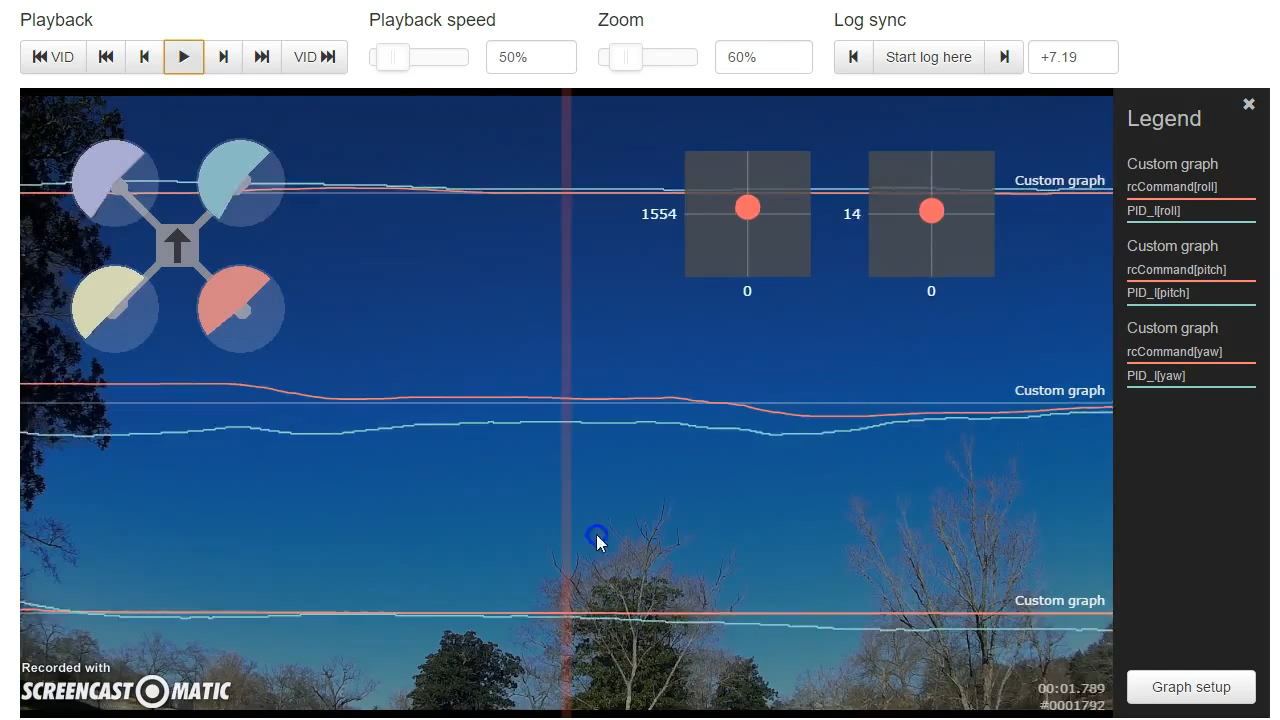 Playback
Playback speed
Zoom
Log sync
VID
VID
50%
60%
Start log here
+7.19
Legend
Custom graph
rcCommand[roll]
PID_I[roll]
Custom graph
rcCommand[pitch]
PID_I[pitch]
Custom graph
rcCommand[yaw]
PID_I[yaw]
Custom graph
1554
14
0
0
Custom graph
Custom graph
Recorded with
SCREENCAST MATIC
00:01.789
#0001792
Graph setup